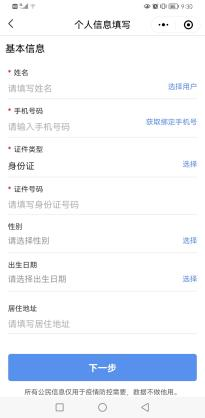 9:30
个人信息填写
基本信息
* 姓名
请填写姓名 选择用户
* 手机号码
请输入手机号码 获取绑定手机号
* 证件类型
身份证 选择
* 证件号码
请填写身份证号码
性别
请选择性别 选择
出生日期
请选择出生日期 选择
居住地址
请填写居住地址
下一步
所有公民信息仅用于疫情防控需要，数据不做他用。